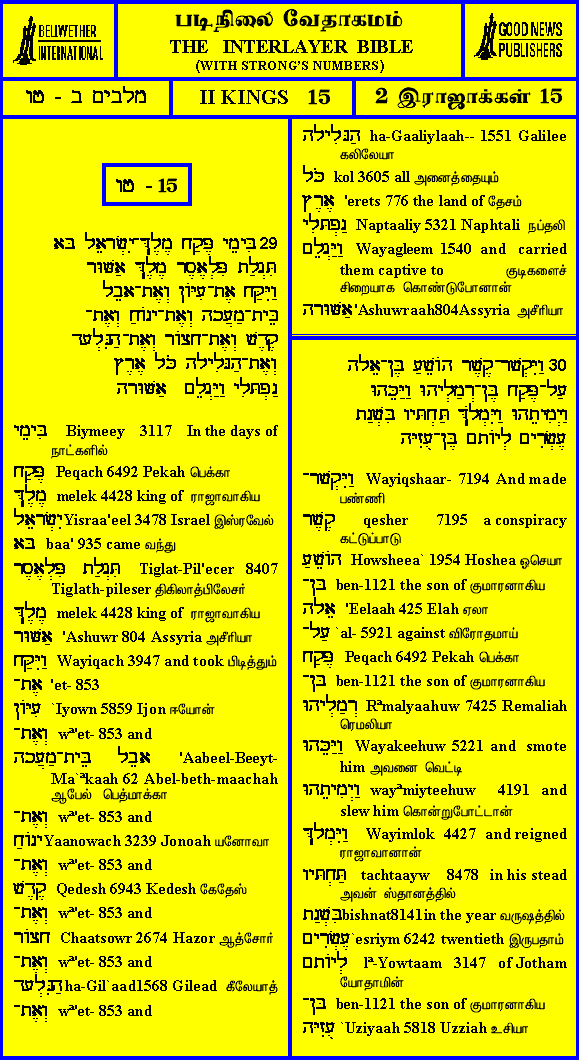 BELLWETHER
INTERNATIONAL
படிநிலை வேதாகமம்
THE INTERLAYER BIBLE
(WITH STRONG'S NUMBERS)
GOOD NEWS
PUBLISHERS
מלכים ב - טו
II KINGS 15
2 இராஜாக்கள் 15
טו - 15
29 בִּימֵי פֶּקַח מֶלֶךְ־יִשְׂרָאֵל בָּא
תִּגְלַת פִּלְאֶסֶר מֶלֶךְ אַשּׁוּר
וַיִּקַּח אֶת־עִיּוֹן וְאֶת־אָבֵל
בֵּית־מַעֲכָה וְאֶת־יָנוֹחַ וְאֶת־
קֶדֶשׁ וְאֶת־חָצוֹר וְאֶת־הַגִּלְעָד
וְאֶת־הַגָּלִילָה כֹּל אֶרֶץ
נַפְתָּלִי וַיַּגְלֵם אַשּׁוּרָה
בִּימֵי Biymeey 3117 In the days of
நாட்களில்
פֶּקַח Peqach 6492 Pekah பெக்கா
מֶלֶךְ melek 4428 king of ராஜாவாகிய
יִשְׂרָאֵל Yisraa'eel 3478 Israel இஸ்ரவேல்
בָּא baa' 935 came வந்து
תִּגְלַת פִּלְאֶסֶר Tiglat-Pil'ecer 8407
Tiglath-pileser திகிலாத்பிலேசர்
מֶלֶךְ melek 4428 king of ராஜாவாகிய
אַשּׁוּר 'Ashuwr 804 Assyria அசீரியா
וַיִּקַּח Wayiqach 3947 and took பிடித்தும்
אֶת־ 'et- 853
עִיּוֹן `Iyown 5859 Ijon ஈயோன்
וְאֶת־ wª'et- 853 and
אָבֵל בֵּית־מַעֲכָה 'Aabeel-Beeyt-
Ma`ªkaah 62 Abel-beth-maachah
ஆபேல் பெத்மாக்கா
וְאֶת־ wª'et- 853 and
יָנוֹחַ Yaanowach 3239 Jonoah யனோவா
וְאֶת־ wª'et- 853 and
קֶדֶשׁ Qedesh 6943 Kedesh கேதேஸ்
וְאֶת־ wª'et- 853 and
חָצוֹר Chaatsowr 2674 Hazor ஆத்சோர்
וְאֶת־ wª'et- 853 and
הַגִּלְעָד ha-Gil`aad1568 Gilead கீலேயாத்
וְאֶת־ wª'et- 853 and
הַגָּלִילָה ha-Gaaliylaah-- 1551 Galilee
கலிலேயா
כֹּל kol 3605 all அனைத்தையும்
אֶרֶץ 'erets 776 the land of தேசம்
נַפְתָּלִי Naptaaliy 5321 Naphtali நப்தலி
וַיַּגְלֵם Wayagleem 1540 and carried
them captive to குடிகளைச்
சிறையாக கொண்டுபோனான்
אַשּׁוּרָה 'Ashuwraah804Assyria அசீரியா
30 וַיִּקְשָׁר־קֶשֶׁר הוֹשֵׁעַ בֶּן־אֵלָה
עַל־פֶּקַח בֶּן־רְמַלְיָהוּ וַיַּכֵּהוּ
וַיְמִיתֵהוּ וַיִּמְלֹךְ תַּחְתָּיו בִּשְׁנַת
עֶשְׂרִים לְיוֹתָם בֶּן־עֻזִּיָּה
וַיִּקְשָׁר־ Wayiqshaar- 7194 And made
பண்ணி
קֶשֶׁר qesher 7195 a conspiracy
கட்டுப்பாடு
הוֹשֵׁעַ Howsheea` 1954 Hoshea ஒசெயா
בֶּן־ ben-1121 the son of குமாரனாகிய
אֵלָה 'Eelaah 425 Elah ஏலா
עַל־ `al- 5921 against விரோதமாய்
פֶּקַח Peqach 6492 Pekah பெக்கா
בֶּן־ ben-1121 the son of குமாரனாகிய
רְמַלְיָהוּ Rªmalyaahuw 7425 Remaliah
ரெமலியா
וַיַּכֵּהוּ Wayakeehuw 5221 and smote
him அவனை வெட்டி
וַיְמִיתֵהוּ wayªmiyteehuw 4191 and
slew him கொன்றுபோட்டான்
וַיִּמְלֹךְ Wayimlok 4427 and reigned
ராஜாவானான்
תַּחְתָּיו tachtaayw 8478 in his stead
அவன் ஸ்தானத்தில்
בִּשְׁנַת bishnat8141in the year வருஷத்தில்
עֶשְׂרִים `esriym 6242 twentieth இருபதாம்
לְיוֹתָם lª-Yowtaam 3147 of Jotham
யோதாமின்
בֶּן־ ben-1121 the son of குமாரனாகிய
עֻזִּיָּה `Uziyaah 5818 Uzziah உசியா